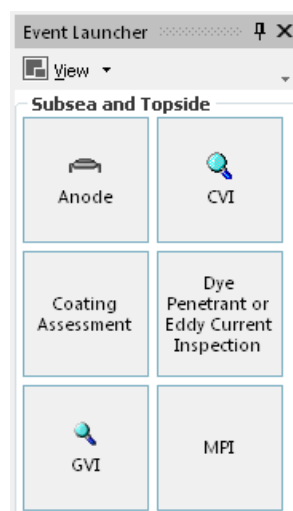 Event Launcher
View
Subsea and Topside
Anode
CVI
Coating
Assessment
Dye
Penetrant or
Eddy Current
Inspection
GVI
MPI